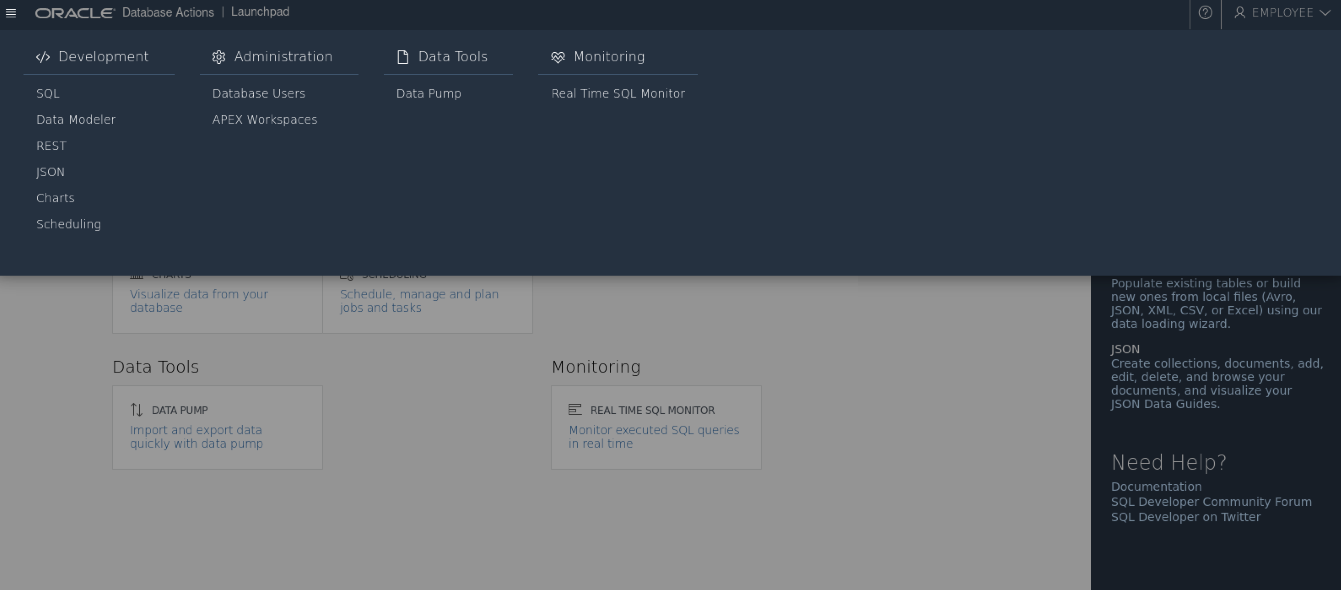 ORACLE Database Actions | Launchpad
EMPLOYEE
Development
SQL
Data Modeler
REST
JSON
Charts
Scheduling
Administration
Database Users
APEX Workspaces
Data Tools
Data Pump
Monitoring
Real Time SQL Monitor
CHARTS
Visualize data from your
database
SCHEDULING
Schedule, manage and plan
jobs and tasks
Data Tools
DATA PUMP
Import and export data
quickly with data pump
Monitoring
REAL TIME SQL MONITOR
Monitor executed SQL queries
in real time
Populate existing tables or build
new ones from local files (Avro,
JSON, XML, CSV, or Excel) using our
data loading wizard.
JSON
Create collections, documents, add,
edit, delete, and browse your
documents, and visualize your
JSON Data Guides.
Need Help?
Documentation
SQL Developer Community Forum
SQL Developer on Twitter